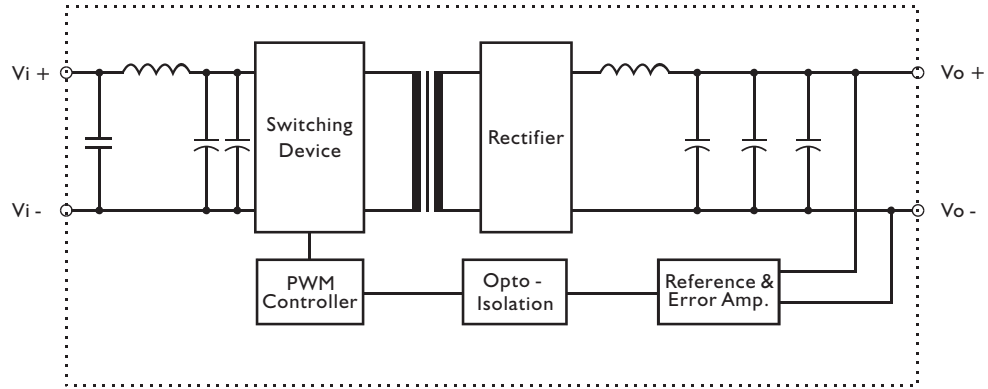 Vi +
Switching
Device
Rectifier
Vo +
Vi -
Vo -
PWM
Controller
Opto -
Isolation
Reference &
Error Amp.